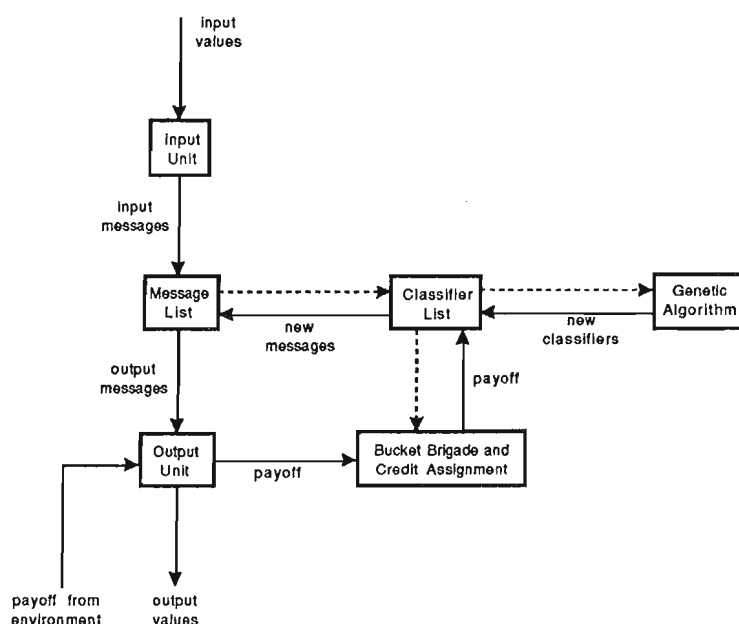 input
values
Input
Unit
input
messages
Message
List
Classifier
List
Genetic
Algorithm
new
messages
new
classifiers
output
messages
payoff
Output
Unit
Bucket Brigade and
Credit Assignment
payoff
payoff from
environment
output
values